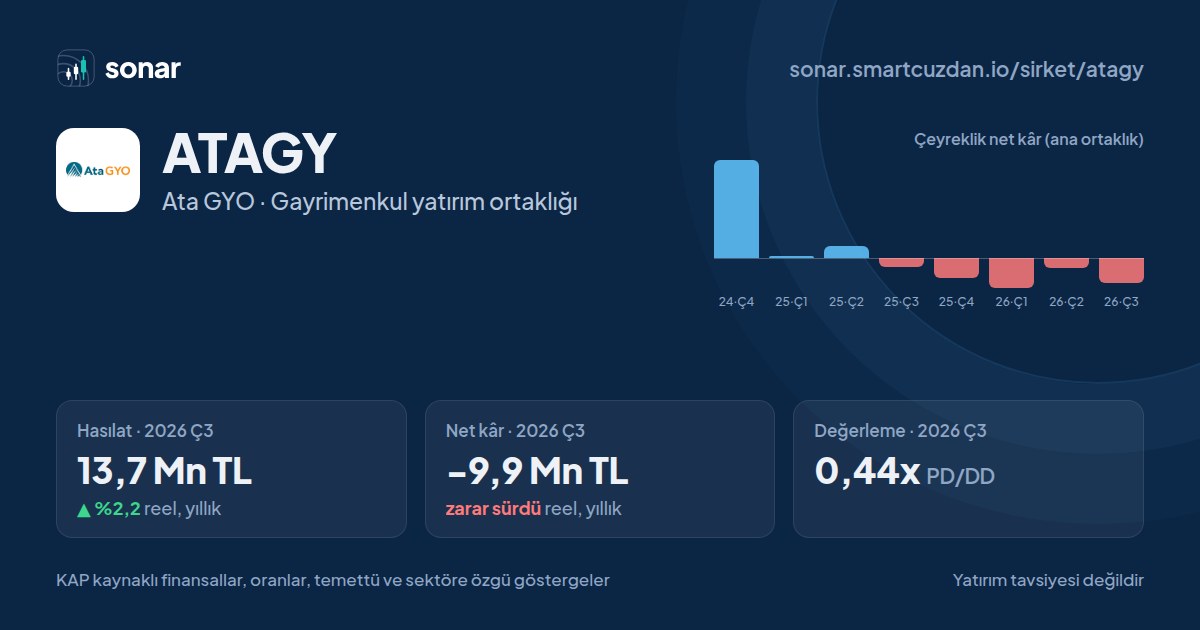 sonar
sonar.smartcuzdan.io/sirket/atagy
Ata GYO
ATAGY
Ata GYO · Gayrimenkul yatırım ortaklığı
Çeyreklik net kâr (ana ortaklık)
24·Ç4 25·Ç1 25·Ç2 25·Ç3 25·Ç4 26·Ç1 26·Ç2 26·Ç3
Hasılat · 2026 Ç3
13,7 Mn TL
▲ %2,2 reel, yıllık
Net kâr · 2026 Ç3
−9,9 Mn TL
zarar sürdü reel, yıllık
Değerleme · 2026 Ç3
0,44x PD/DD
KAP kaynaklı finansallar, oranlar, temettü ve sektöre özgü göstergeler
Yatırım tavsiyesi değildir